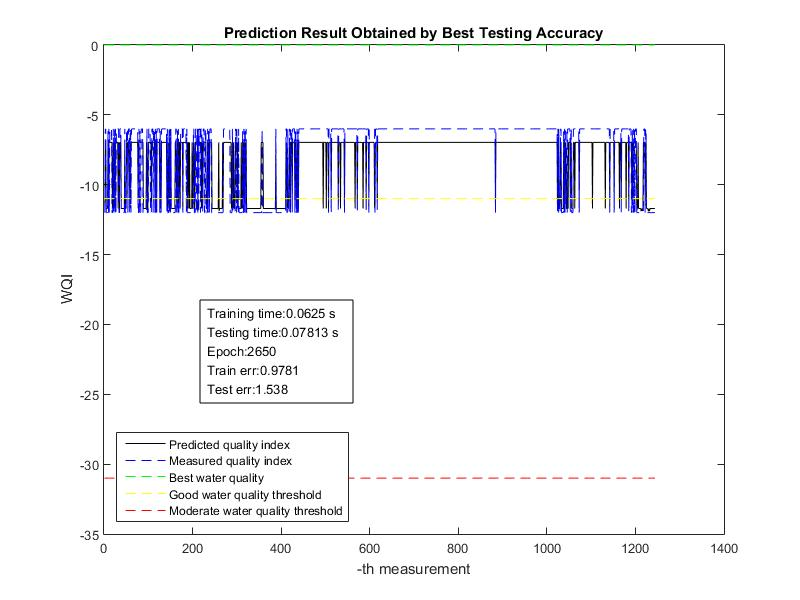 Prediction Result Obtained by Best Testing Accuracy
0
-5
-10
-15
-20
-25
-30
-35
WQI
Training time:0.0625 s
Testing time:0.07813 s
Epoch:2650
Train err:0.9781
Test err:1.538
Predicted quality index
Measured quality index
Best water quality
Good water quality threshold
Moderate water quality threshold
0 200 400 600 800 1000 1200 1400
-th measurement